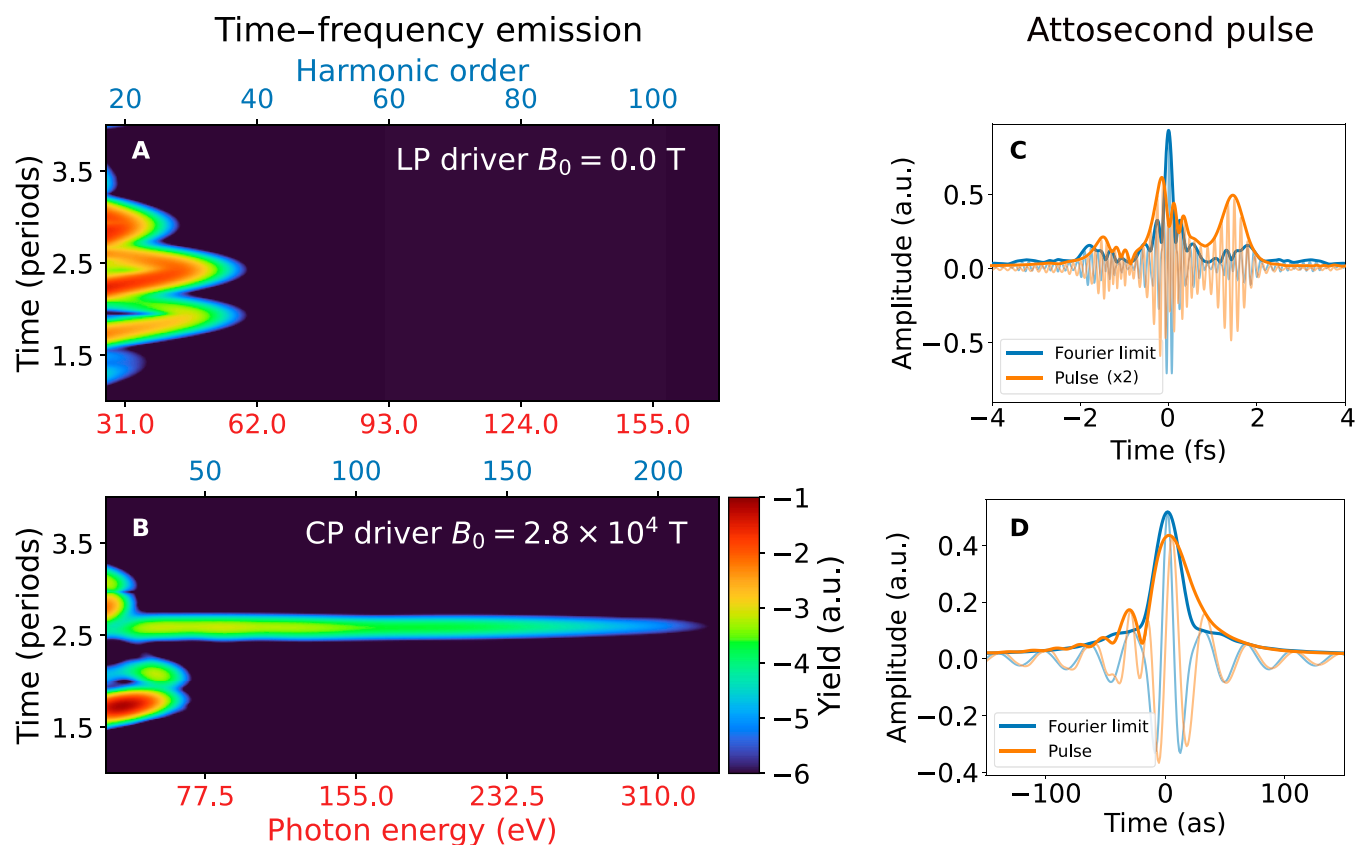 Time–frequency emission
Attosecond pulse
Harmonic order
20 40 60 80 100
A
LP driver B₀ = 0.0 T
Time (periods)
3.5
2.5
1.5
31.0 62.0 93.0 124.0 155.0
C
Amplitude (a.u.)
0.5
0.0
−0.5
Fourier limit
Pulse (x2)
−4 −2 0 2 4
Time (fs)
50 100 150 200
B
CP driver B₀ = 2.8 × 10⁴ T
Time (periods)
3.5
2.5
1.5
77.5 155.0 232.5 310.0
Photon energy (eV)
−1
−2
−3
−4
−5
−6
Yield (a.u.)
D
Amplitude (a.u.)
0.4
0.2
0.0
−0.2
−0.4
Fourier limit
Pulse
−100 0 100
Time (as)